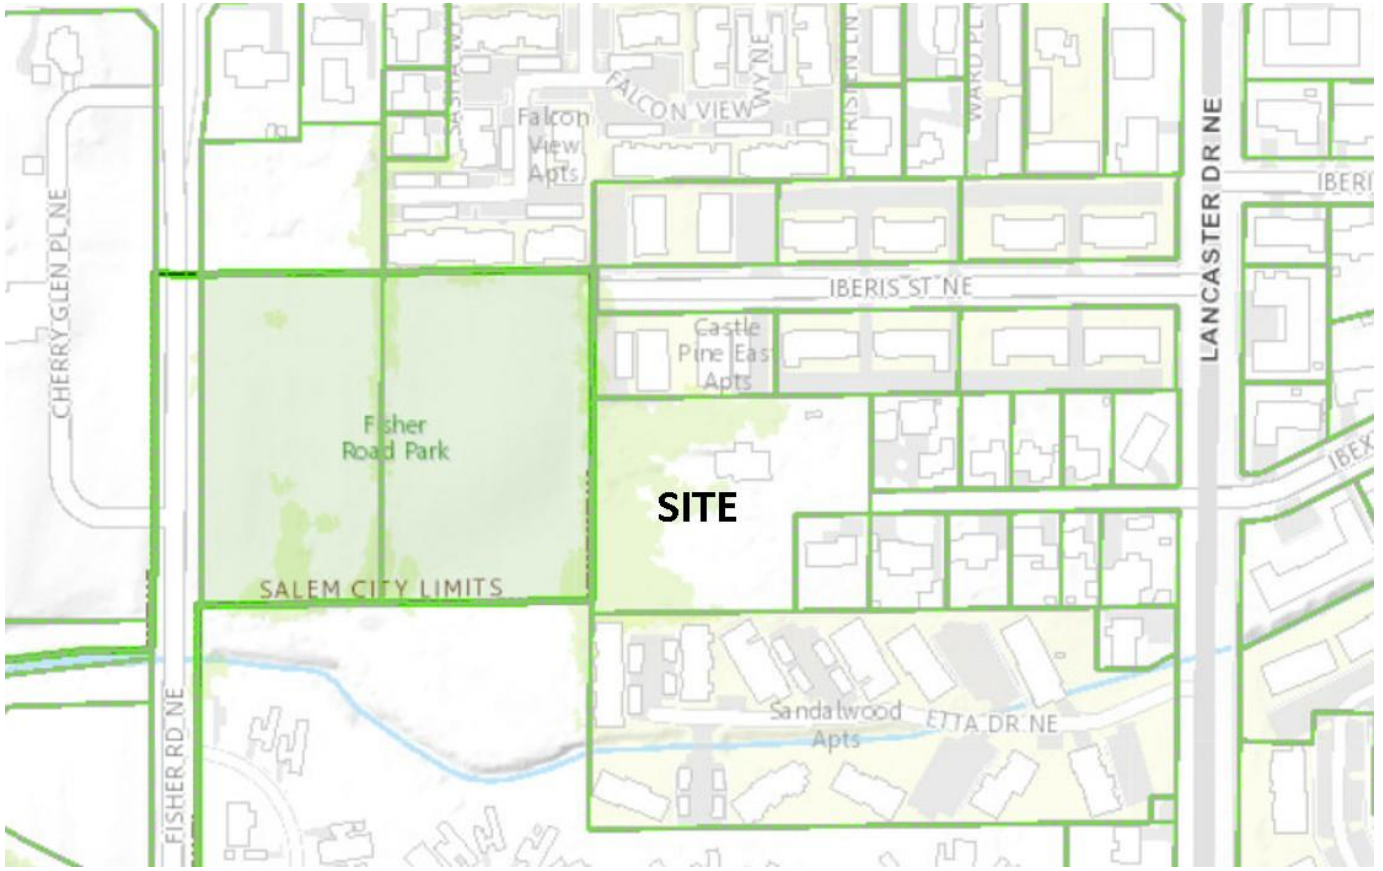 FALCON VIEW
WY NE
Falcon
View
Apts
LANCASTER DR NE
CHERRY GLEN PL NE
IBERIS ST NE
Castle
Pine East
Apts
Fisher
Road Park
SITE
SALEM CITY LIMITS
Sandalwood
Apts
ETTA DR NE
FISHER RD NE
IBERI
IBEX